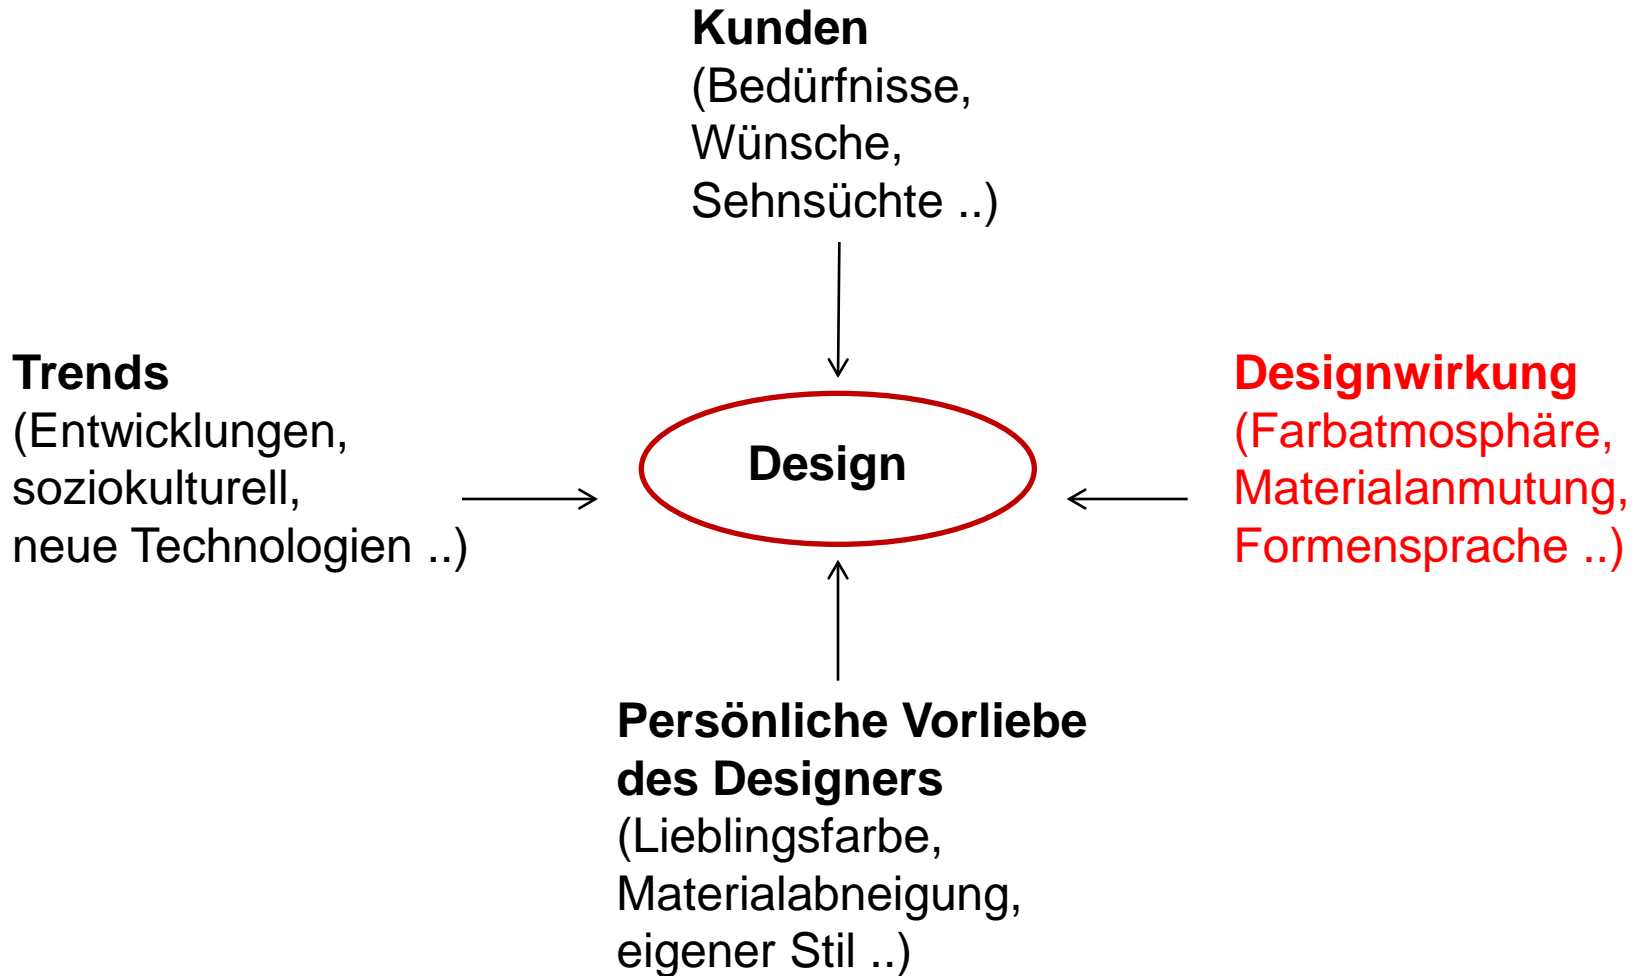 Kunden
(Bedürfnisse,
Wünsche,
Sehnsüchte ..)
Trends
(Entwicklungen,
soziokulturell,
neue Technologien ..)
Design
Designwirkung
(Farbatmosphäre,
Materialanmutung,
Formensprache ..)
Persönliche Vorliebe
des Designers
(Lieblingsfarbe,
Materialabneigung,
eigener Stil ..)